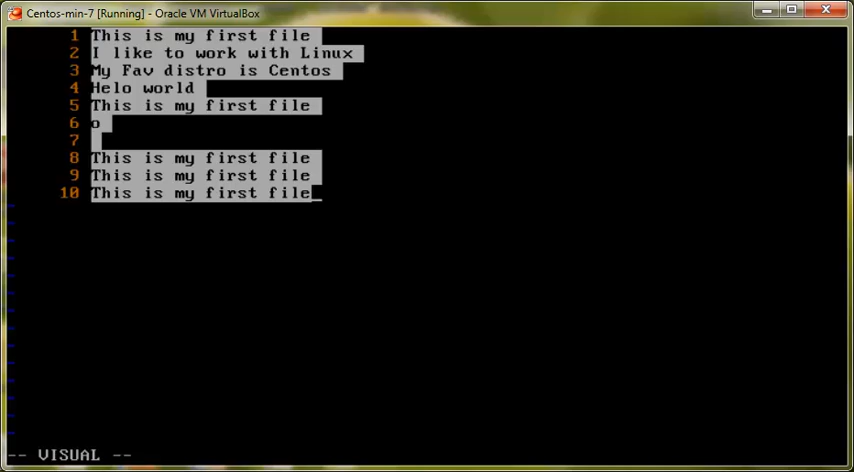 Centos-min-7 [Running] - Oracle VM VirtualBox
1 This is my first file
2 I like to work with Linux
3 My Fav distro is Centos
4 Helo world
5 This is my first file
6 o
7
8 This is my first file
9 This is my first file
10 This is my first file
-- VISUAL --